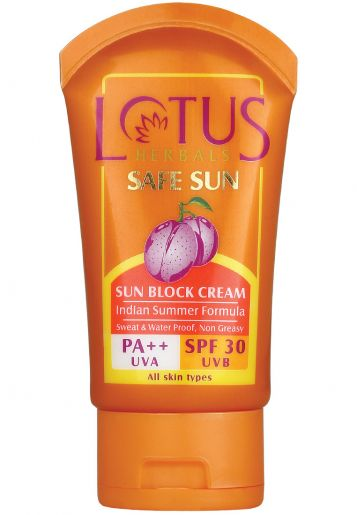 LOTUS
HERBALS
SAFE SUN
SUN BLOCK CREAM
Indian Summer Formula
Sweat & Water Proof, Non Greasy
PA++ SPF 30
UVA UVB
All skin types